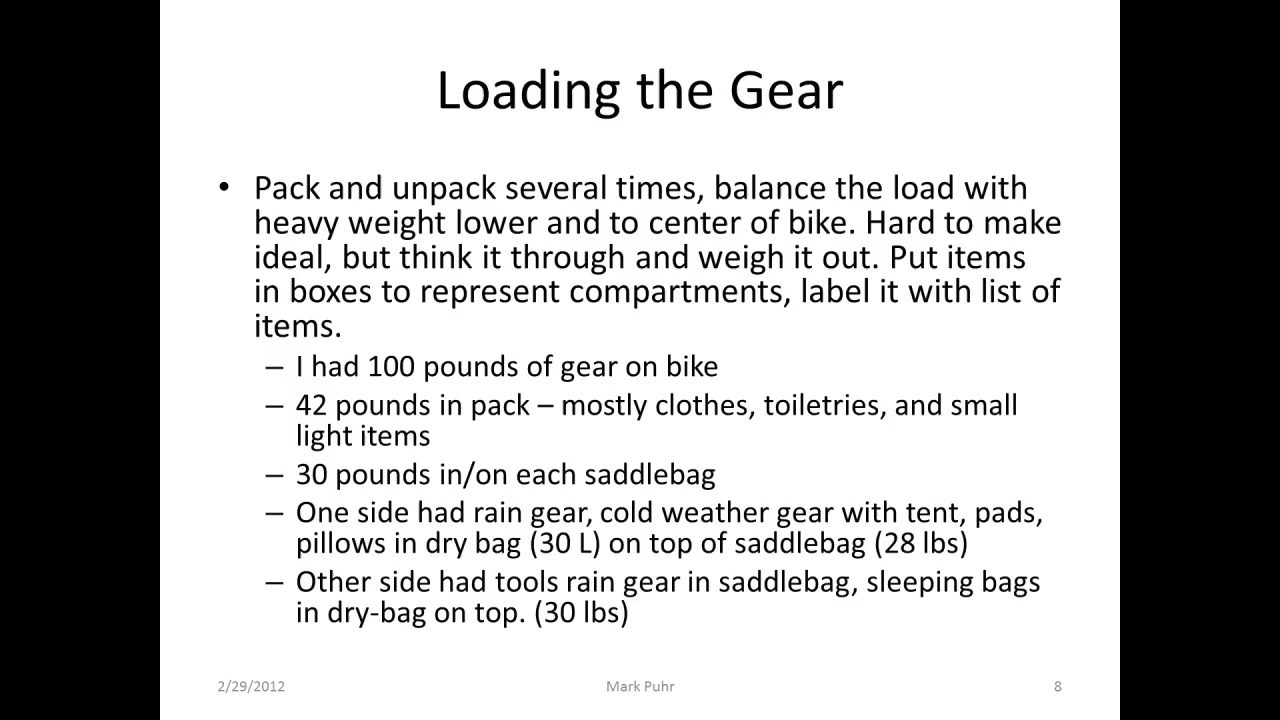 Loading the Gear
• Pack and unpack several times, balance the load with
heavy weight lower and to center of bike. Hard to make
ideal, but think it through and weigh it out. Put items
in boxes to represent compartments, label it with list of
items.
– I had 100 pounds of gear on bike
– 42 pounds in pack – mostly clothes, toiletries, and small
light items
– 30 pounds in/on each saddlebag
– One side had rain gear, cold weather gear with tent, pads,
pillows in dry bag (30 L) on top of saddlebag (28 lbs)
– Other side had tools rain gear in saddlebag, sleeping bags
in dry-bag on top. (30 lbs)
2/29/2012 Mark Puhr 8